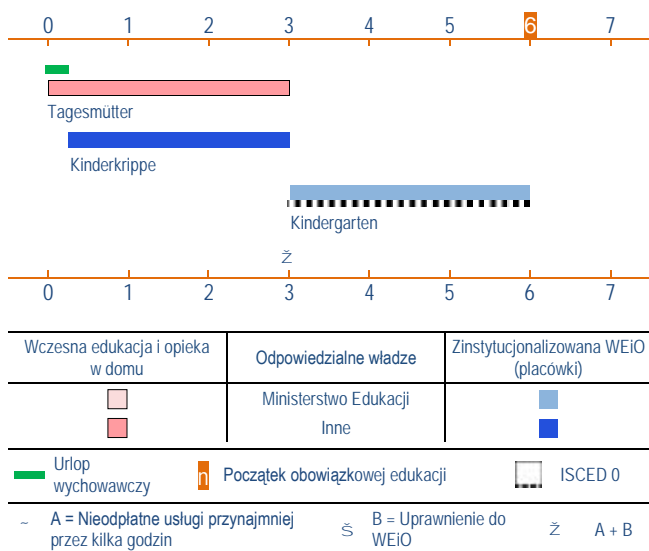 0 1 2 3 4 5 6 7
Tagesmütter
Kinderkrippe
Kindergarten
Ž
0 1 2 3 4 5 6 7
Wczesna edukacja i opieka
w domu
Odpowiedzialne władze
Zinstytucjonalizowana WEiO
(placówki)
Ministerstwo Edukacji
Inne
Urlop
wychowawczy
n Początek obowiązkowej edukacji
ISCED 0
~ A = Nieodpłatne usługi przynajmniej
przez kilka godzin
Š B = Uprawnienie do
WEiO
Ž A + B